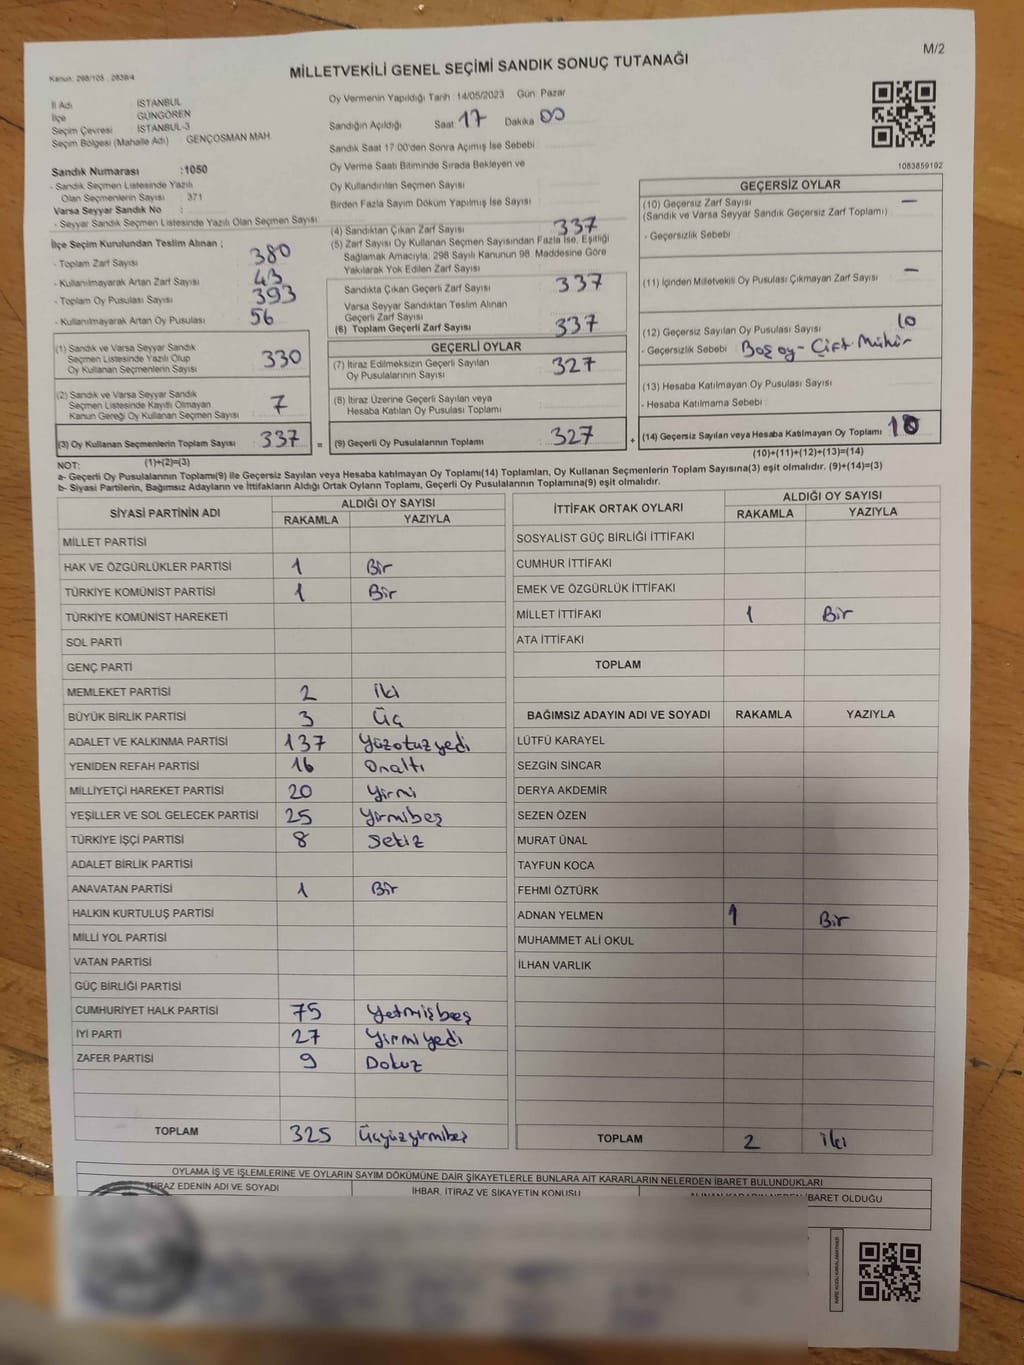 M/2
Kanun: 298/105 , 2839/4
MİLLETVEKİLİ GENEL SEÇİMİ SANDIK SONUÇ TUTANAĞI
İl Adı İSTANBUL
İlçe GÜNGÖREN
Seçim Çevresi İSTANBUL-3
Seçim Bölgesi (Mahalle Adı) GENÇOSMAN MAH
Oy Vermenin Yapıldığı Tarih :14/05/2023 Gün: Pazar
Sandığın Açıldığı Saat 17 Dakika 00
Sandık Saat 17:00'den Sonra Açılmış İse Sebebi
Oy Verme Saati Bitiminde Sırada Bekleyen ve
Oy Kullandırılan Seçmen Sayısı
Birden Fazla Sayım Döküm Yapılmış İse Sayısı
1083859192
Sandık Numarası :1050
- Sandık Seçmen Listesinde Yazılı
Olan Seçmenlerin Sayısı : 371
Varsa Seyyar Sandık No :
- Seyyar Sandık Seçmen Listesinde Yazılı Olan Seçmen Sayısı:
İlçe Seçim Kurulundan Teslim Alınan ;
- Toplam Zarf Sayısı 380
- Kullanılmayarak Artan Zarf Sayısı 43
- Toplam Oy Pusulası Sayısı 393
- Kullanılmayarak Artan Oy Pusulası 56
(1) Sandık ve Varsa Seyyar Sandık
Seçmen Listesinde Yazılı Olup
Oy Kullanan Seçmenlerin Sayısı 330
(2) Sandık ve Varsa Seyyar Sandık
Seçmen Listesinde Kayıtlı Olmayan
Kanun Gereği Oy Kullanan Seçmen Sayısı 7
(3) Oy Kullanan Seçmenlerin Toplam Sayısı 337 =
(1)+(2)=(3)
(4) Sandıktan Çıkan Zarf Sayısı 337
(5) Zarf Sayısı Oy Kullanan Seçmen Sayısından Fazla İse, Eşitliği
Sağlamak Amacıyla; 298 Sayılı Kanunun 98. Maddesine Göre
Yakılarak Yok Edilen Zarf Sayısı
Sandıkta Çıkan Geçerli Zarf Sayısı 337
Varsa Seyyar Sandıktan Teslim Alınan
Geçerli Zarf Sayısı
(6) Toplam Geçerli Zarf Sayısı 337
GEÇERLİ OYLAR
(7) İtiraz Edilmeksizin Geçerli Sayılan
Oy Pusulalarının Sayısı 327
(8) İtiraz Üzerine Geçerli Sayılan veya
Hesaba Katılan Oy Pusulası Toplamı
(9) Geçerli Oy Pusulalarının Toplamı 327 +
GEÇERSİZ OYLAR
(10) Geçersiz Zarf Sayısı —
(Sandık ve Varsa Seyyar Sandık Geçersiz Zarf Toplamı)
- Geçersizlik Sebebi
(11) İçinden Milletvekili Oy Pusulası Çıkmayan Zarf Sayısı —
(12) Geçersiz Sayılan Oy Pusulası Sayısı 10
- Geçersizlik Sebebi Boş oy - Çift Mühür
(13) Hesaba Katılmayan Oy Pusulası Sayısı
- Hesaba Katılmama Sebebi
(14) Geçersiz Sayılan veya Hesaba Katılmayan Oy Toplamı 10
(10)+(11)+(12)+(13)=(14)
NOT:
a- Geçerli Oy Pusulalarının Toplamı(9) ile Geçersiz Sayılan veya Hesaba katılmayan Oy Toplamı(14) Toplamları, Oy Kullanan Seçmenlerin Toplam Sayısına(3) eşit olmalıdır. (9)+(14)=(3)
b- Siyasi Partilerin, Bağımsız Adayların ve İttifakların Aldığı Ortak Oyların Toplamı, Geçerli Oy Pusulalarının Toplamına(9) eşit olmalıdır.
SİYASİ PARTİNİN ADI ALDIĞI OY SAYISI
RAKAMLA YAZIYLA
MİLLET PARTİSİ
HAK VE ÖZGÜRLÜKLER PARTİSİ 1 Bir
TÜRKİYE KOMÜNİST PARTİSİ 1 Bir
TÜRKİYE KOMÜNİST HAREKETİ
SOL PARTİ
GENÇ PARTİ
MEMLEKET PARTİSİ 2 iki
BÜYÜK BİRLİK PARTİSİ 3 Üç
ADALET VE KALKINMA PARTİSİ 137 Yüzotuzyedi
YENİDEN REFAH PARTİSİ 16 Onaltı
MİLLİYETÇİ HAREKET PARTİSİ 20 Yirmi
YEŞİLLER VE SOL GELECEK PARTİSİ 25 Yirmibeş
TÜRKİYE İŞÇİ PARTİSİ 8 Sekiz
ADALET BİRLİK PARTİSİ
ANAVATAN PARTİSİ 1 Bir
HALKIN KURTULUŞ PARTİSİ
MİLLİ YOL PARTİSİ
VATAN PARTİSİ
GÜÇ BİRLİĞİ PARTİSİ
CUMHURİYET HALK PARTİSİ 75 Yetmişbeş
İYİ PARTİ 27 Yirmiyedi
ZAFER PARTİSİ 9 Dokuz
TOPLAM 325 Üçyüzyirmibeş
İTTİFAK ORTAK OYLARI ALDIĞI OY SAYISI
RAKAMLA YAZIYLA
SOSYALİST GÜÇ BİRLİĞİ İTTİFAKI
CUMHUR İTTİFAKI
EMEK VE ÖZGÜRLÜK İTTİFAKI
MİLLET İTTİFAKI 1 Bir
ATA İTTİFAKI
TOPLAM
BAĞIMSIZ ADAYIN ADI VE SOYADI RAKAMLA YAZIYLA
LÜTFÜ KARAYEL
SEZGİN SİNCAR
DERYA AKDEMİR
SEZEN ÖZEN
MURAT ÜNAL
TAYFUN KOCA
FEHMİ ÖZTÜRK
ADNAN YELMEN 1 Bir
MUHAMMET ALİ OKUL
İLHAN VARLIK
TOPLAM 2 iki
OYLAMA İŞ VE İŞLEMLERİNE VE OYLARIN SAYIM DÖKÜMÜNE DAİR ŞİKAYETLERLE BUNLARA AİT KARARLARIN NELERDEN İBARET BULUNDUKLARI
İTİRAZ EDENİN ADI VE SOYADI İHBAR, İTİRAZ VE ŞİKAYETİN KONUSU ALINAN KARARIN NEDEN İBARET OLDUĞU